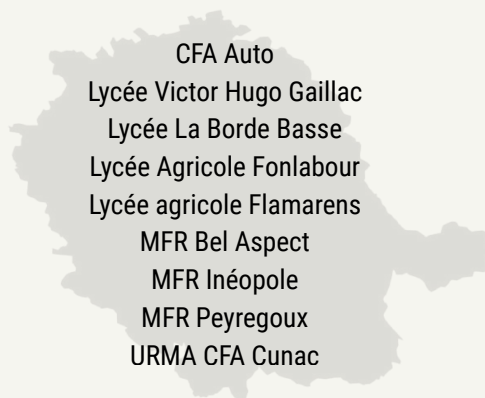 CFA Auto
Lycée Victor Hugo Gaillac
Lycée La Borde Basse
Lycée Agricole Fonlabour
Lycée agricole Flamarens
MFR Bel Aspect
MFR Inéopole
MFR Peyregoux
URMA CFA Cunac